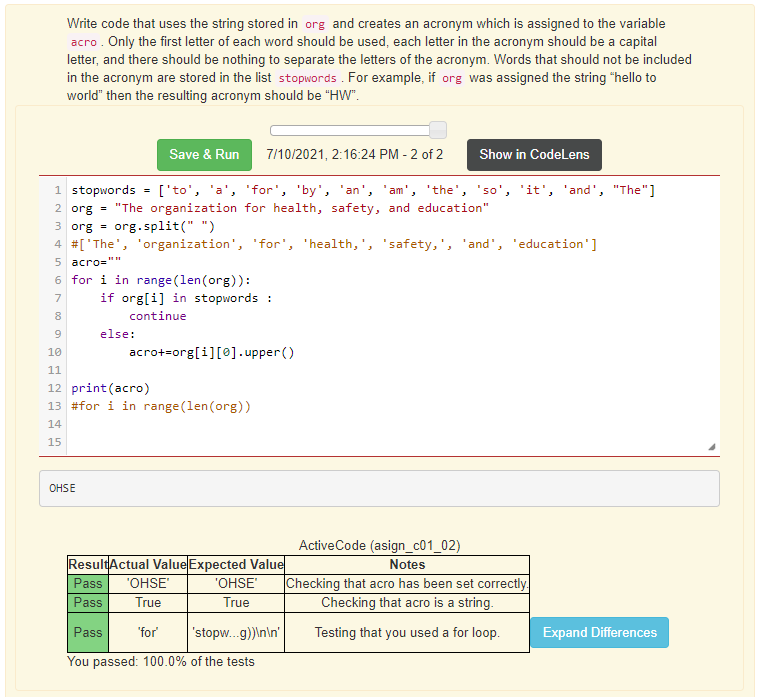 Write code that uses the string stored in org and creates an acronym which is assigned to the variable
acro . Only the first letter of each word should be used, each letter in the acronym should be a capital
letter, and there should be nothing to separate the letters of the acronym. Words that should not be included
in the acronym are stored in the list stopwords . For example, if org was assigned the string “hello to
world” then the resulting acronym should be “HW”.
Save & Run 7/10/2021, 2:16:24 PM - 2 of 2 Show in CodeLens
1 stopwords = ['to', 'a', 'for', 'by', 'an', 'am', 'the', 'so', 'it', 'and', "The"]
2 org = "The organization for health, safety, and education"
3 org = org.split(" ")
4 #['The', 'organization', 'for', 'health,', 'safety,', 'and', 'education']
5 acro=""
6 for i in range(len(org)):
7     if org[i] in stopwords :
8         continue
9     else:
10         acro+=org[i][0].upper()
11
12 print(acro)
13 #for i in range(len(org))
14
15
OHSE
ActiveCode (asign_c01_02)
Result Actual Value Expected Value Notes
Pass 'OHSE' 'OHSE' Checking that acro has been set correctly.
Pass True True Checking that acro is a string.
Pass 'for' 'stopw...g))\n\n' Testing that you used a for loop. Expand Differences
You passed: 100.0% of the tests